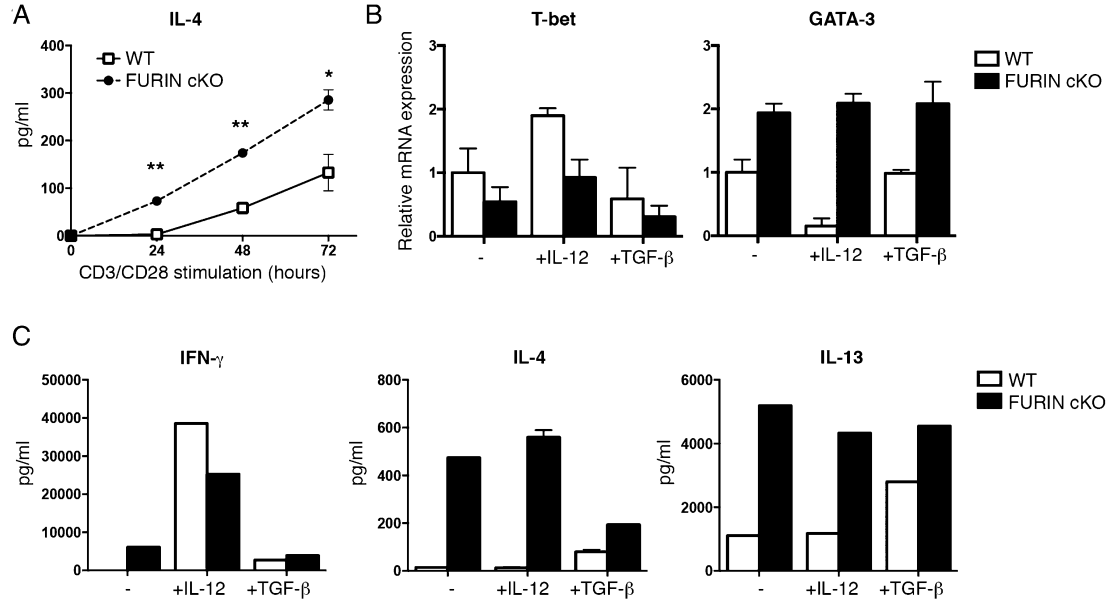 A
IL-4
WT
FURIN cKO
pg/ml
400
300
200
100
0
** ** *
0 24 48 72
CD3/CD28 stimulation (hours)
B
T-bet
Relative mRNA expression
3
2
1
0
- +IL-12 +TGF-β
GATA-3
3
2
1
0
- +IL-12 +TGF-β
WT
FURIN cKO
C
IFN-γ
pg/ml
50000
40000
30000
20000
10000
0
- +IL-12 +TGF-β
IL-4
pg/ml
800
600
400
200
0
- +IL-12 +TGF-β
IL-13
pg/ml
6000
4000
2000
0
- +IL-12 +TGF-β
WT
FURIN cKO